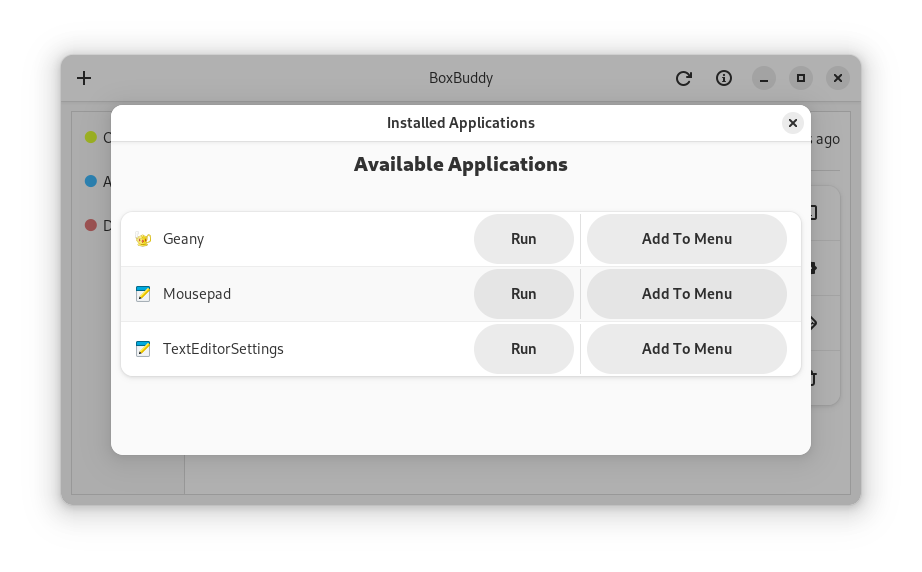 BoxBuddy
Installed Applications
ago
Available Applications
Geany Run Add To Menu
Mousepad Run Add To Menu
TextEditorSettings Run Add To Menu